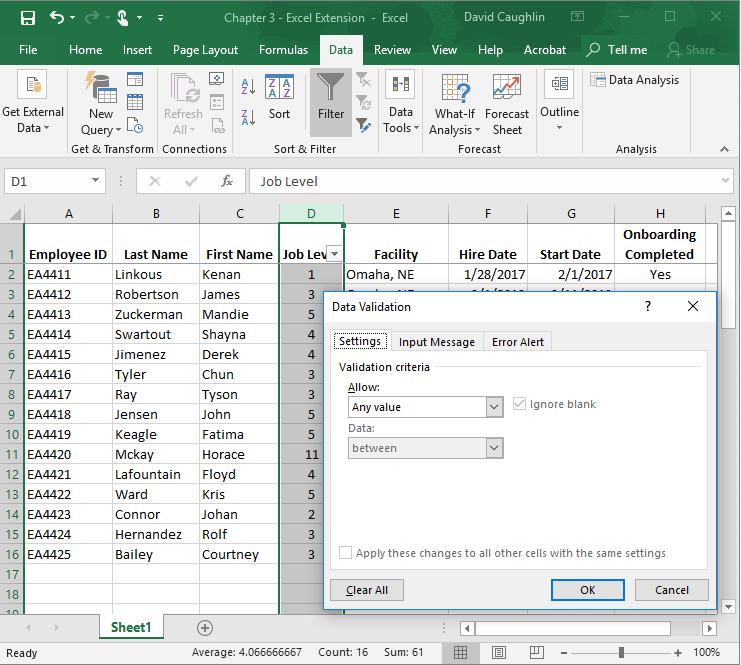 Chapter 3 - Excel Extension - Excel
David Caughlin
File Home Insert Page Layout Formulas Data Review View Help Acrobat Tell me Share
Get External Data
New Query
Get & Transform
Refresh All
Connections
Sort
Filter
Sort & Filter
Data Tools
What-If Analysis
Forecast Sheet
Forecast
Outline
Data Analysis
Analysis
D1
fx
Job Level
A B C D E F G H
1 Employee ID Last Name First Name Job Lev Facility Hire Date Start Date Onboarding Completed
2 EA4411 Linkous Kenan 1 Omaha, NE 1/28/2017 2/1/2017 Yes
3 EA4412 Robertson James 3
4 EA4413 Zuckerman Mandie 5
5 EA4414 Swartout Shayna 4
6 EA4415 Jimenez Derek 4
7 EA4416 Tyler Chun 3
8 EA4417 Ray Tyson 3
9 EA4418 Jensen John 5
10 EA4419 Keagle Fatima 5
11 EA4420 Mckay Horace 11
12 EA4421 Lafountain Floyd 4
13 EA4422 Ward Kris 5
14 EA4423 Connor Johan 2
15 EA4424 Hernandez Rolf 3
16 EA4425 Bailey Courtney 3
17
18
Data Validation
?
Settings Input Message Error Alert
Validation criteria
Allow:
Any value
Ignore blank
Data:
between
Apply these changes to all other cells with the same settings
Clear All OK Cancel
Sheet1
Ready Average: 4.066666667 Count: 16 Sum: 61 100%